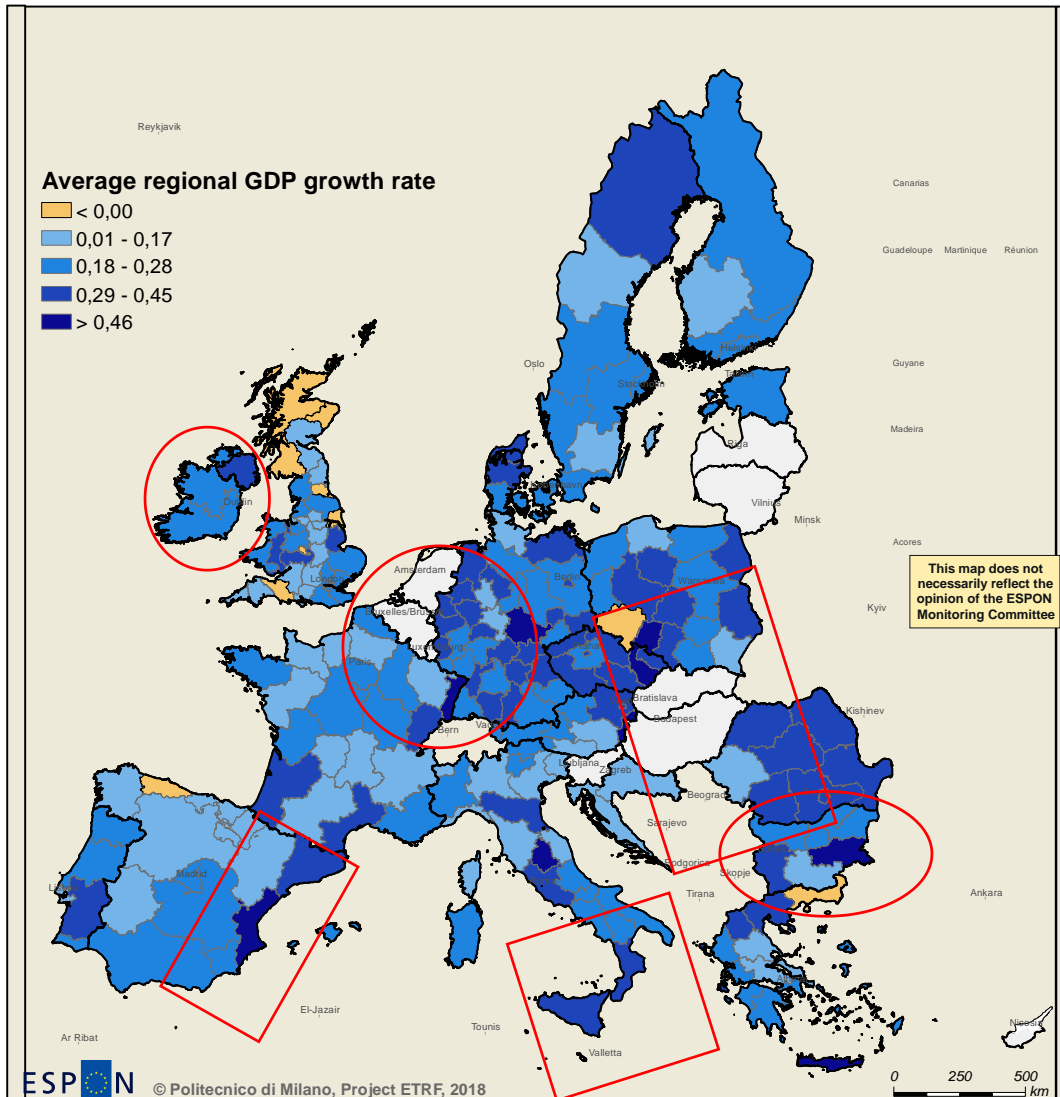 Reykjavik
Average regional GDP growth rate
< 0,00
0,01 - 0,17
0,18 - 0,28
0,29 - 0,45
> 0,46
Canarias
Guadeloupe Martinique Réunion
Oslo
Helsinki
Guyane
Stockholm
Madeira
Riga
Dublin
Vilnius
Minsk
Acores
London
Amsterdam
Berlin
Warszawa
This map does not
necessarily reflect the
opinion of the ESPON
Monitoring Committee
Kyiv
Paris
Bratislava
Budapest
Kishinev
Bern
Ljubljana
Zagreb
Beograd
Sarajevo
Podgorica
Skopje
Madrid
Tirana
Ankara
El-Jazair
Tounis
Valletta
Nicosia
Ar Ribat
ESPON
© Politecnico di Milano, Project ETRF, 2018
0 250 500
km